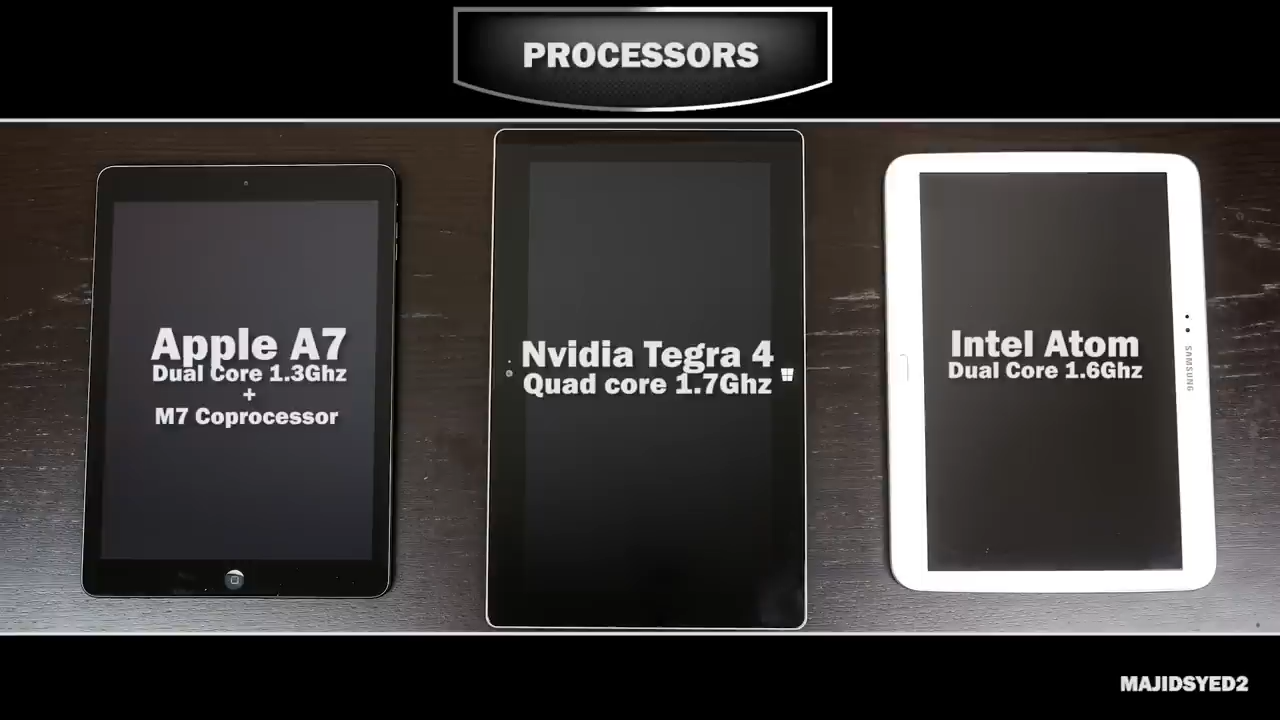 PROCESSORS
Apple A7
Dual Core 1.3Ghz
+
M7 Coprocessor
Nvidia Tegra 4
Quad core 1.7Ghz
Intel Atom
Dual Core 1.6Ghz
SAMSUNG
MAJIDSYED2